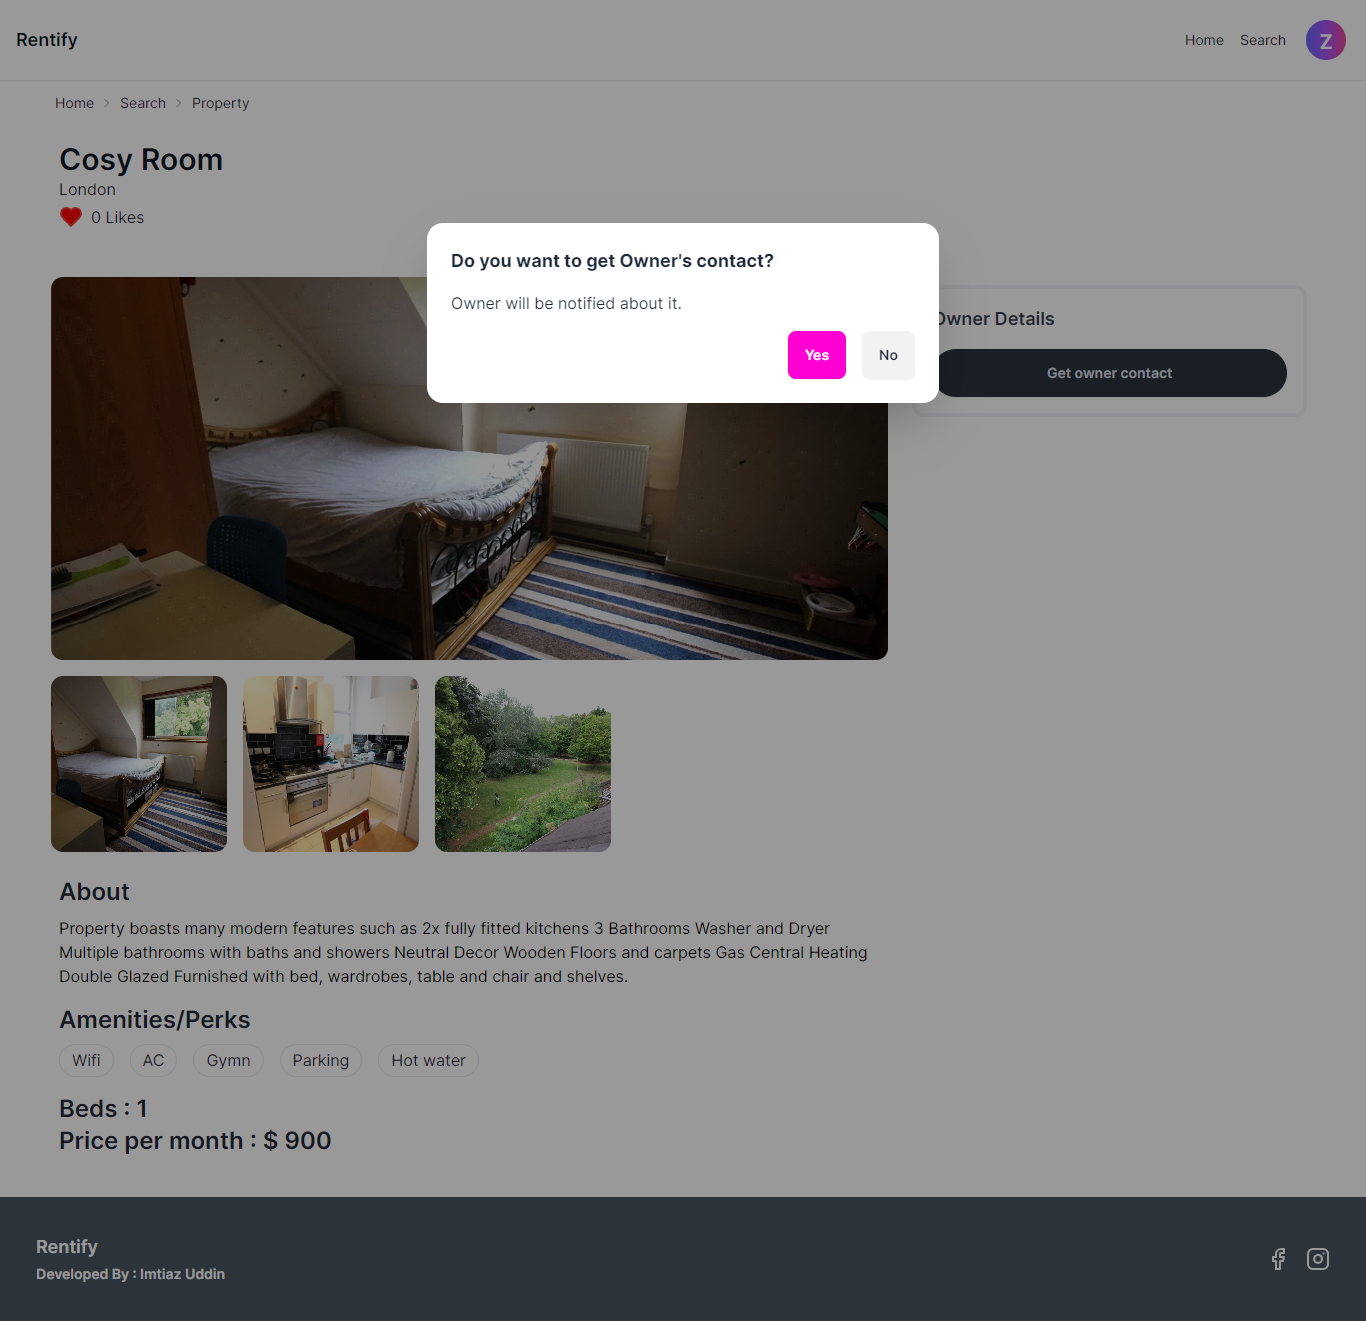 Rentify
Home
Search
Z
Home
Search
Property
Cosy Room
London
0 Likes
Do you want to get Owner's contact?
Owner will be notified about it.
Yes
No
Owner Details
Get owner contact
About
Property boasts many modern features such as 2x fully fitted kitchens 3 Bathrooms Washer and Dryer
Multiple bathrooms with baths and showers Neutral Decor Wooden Floors and carpets Gas Central Heating
Double Glazed Furnished with bed, wardrobes, table and chair and shelves.
Amenities/Perks
Wifi
AC
Gymn
Parking
Hot water
Beds : 1
Price per month : $ 900
Rentify
Developed By : Imtiaz Uddin